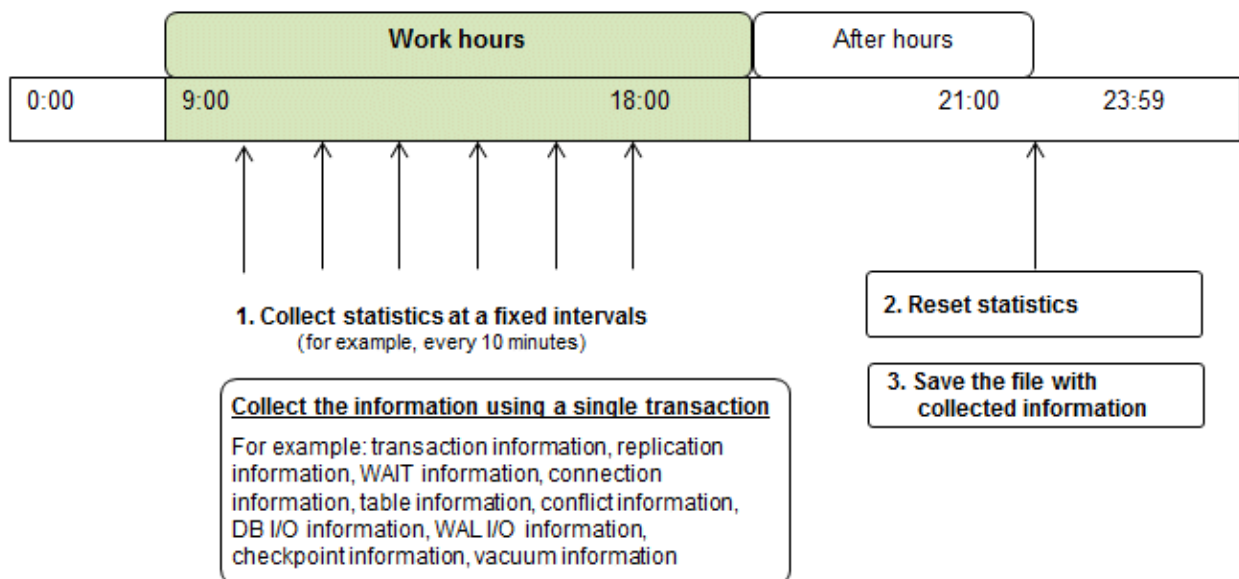 Work hours
After hours
0:00
9:00
18:00
21:00
23:59
1. Collect statistics at a fixed intervals
(for example, every 10 minutes)
2. Reset statistics
3. Save the file with
collected information
Collect the information using a single transaction
For example: transaction information, replication
information, WAIT information, connection
information, table information, conflict information,
DB I/O information, WAL I/O information,
checkpoint information, vacuum information